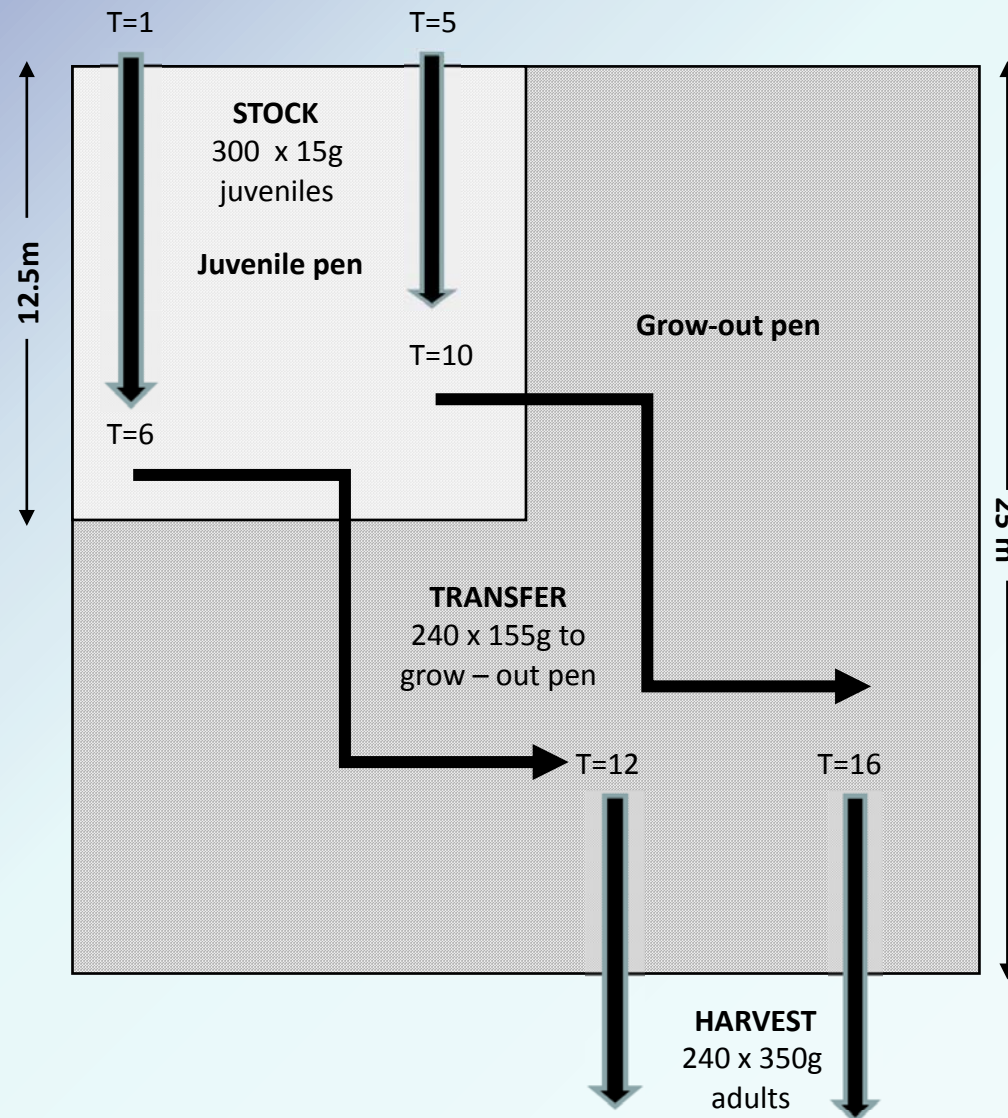 T=1
T=5
STOCK
300 x 15g
juveniles
Juvenile pen
12.5m
Grow-out pen
T=10
T=6
25 m
TRANSFER
240 x 155g to
grow – out pen
T=12
T=16
HARVEST
240 x 350g
adults